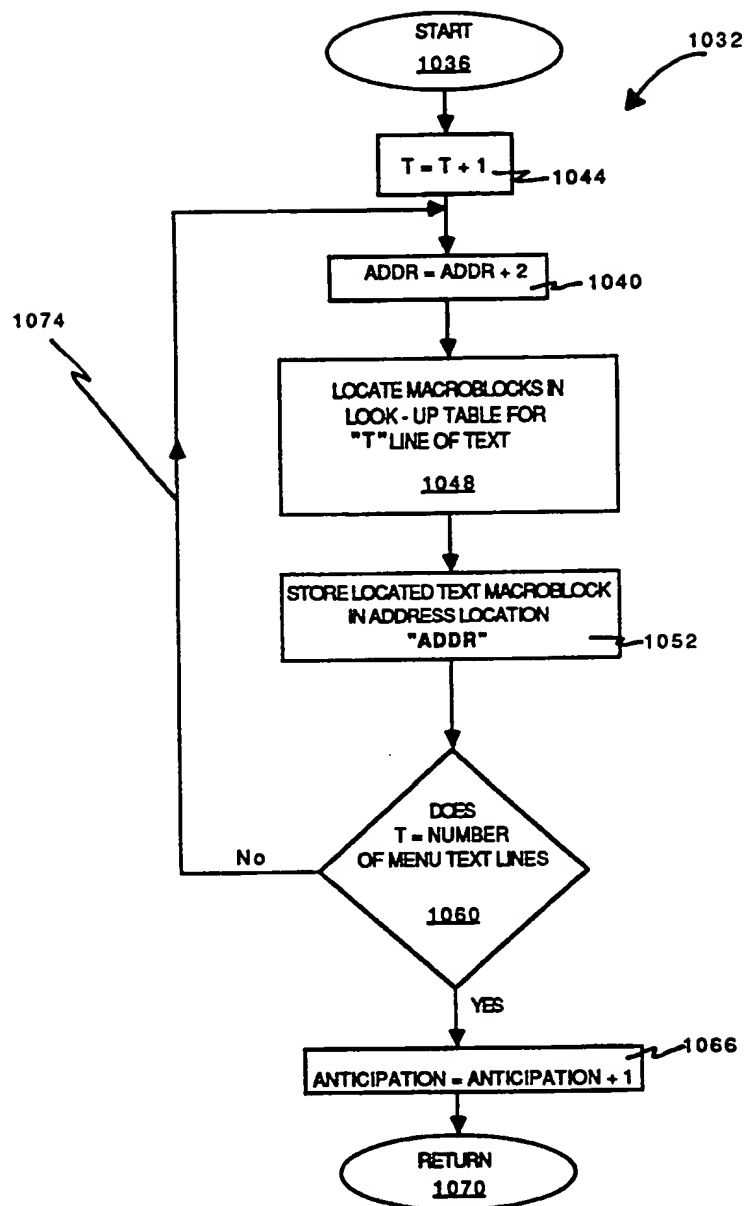 START
1036
1032
T = T + 1
1044
ADDR = ADDR + 2
1040
1074
LOCATE MACROBLOCKS IN
LOOK - UP TABLE FOR
"T" LINE OF TEXT
1048
STORE LOCATED TEXT MACROBLOCK
IN ADDRESS LOCATION
"ADDR"
1052
DOES
T = NUMBER
OF MENU TEXT LINES
1060
No
YES
1066
ANTICIPATION = ANTICIPATION + 1
RETURN
1070